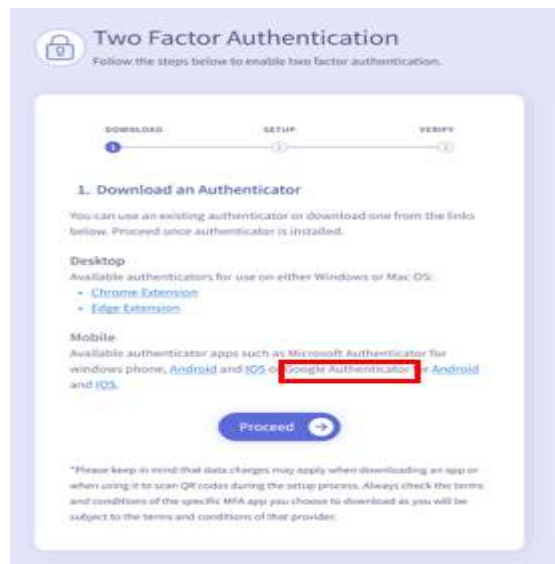 Two Factor Authentication
Follow the steps below to enable two factor authentication.
DOWNLOAD SETUP VERIFY
1 2 3
1. Download an Authenticator
You can use an existing authenticator or download one from the links
below. Proceed once authenticator is installed.
Desktop
Available authenticators for use on either Windows or Mac OS:
• Chrome Extension
• Edge Extension
Mobile
Available authenticator apps such as Microsoft Authenticator for
windows phone, Android and IOS or Google Authenticator for Android
and IOS.
Proceed
*Please keep in mind that data charges may apply when downloading an app or
when using it to scan QR codes during the setup process. Always check the terms
and conditions of the specific MFA app you choose to download as you will be
subject to the terms and conditions of that provider.